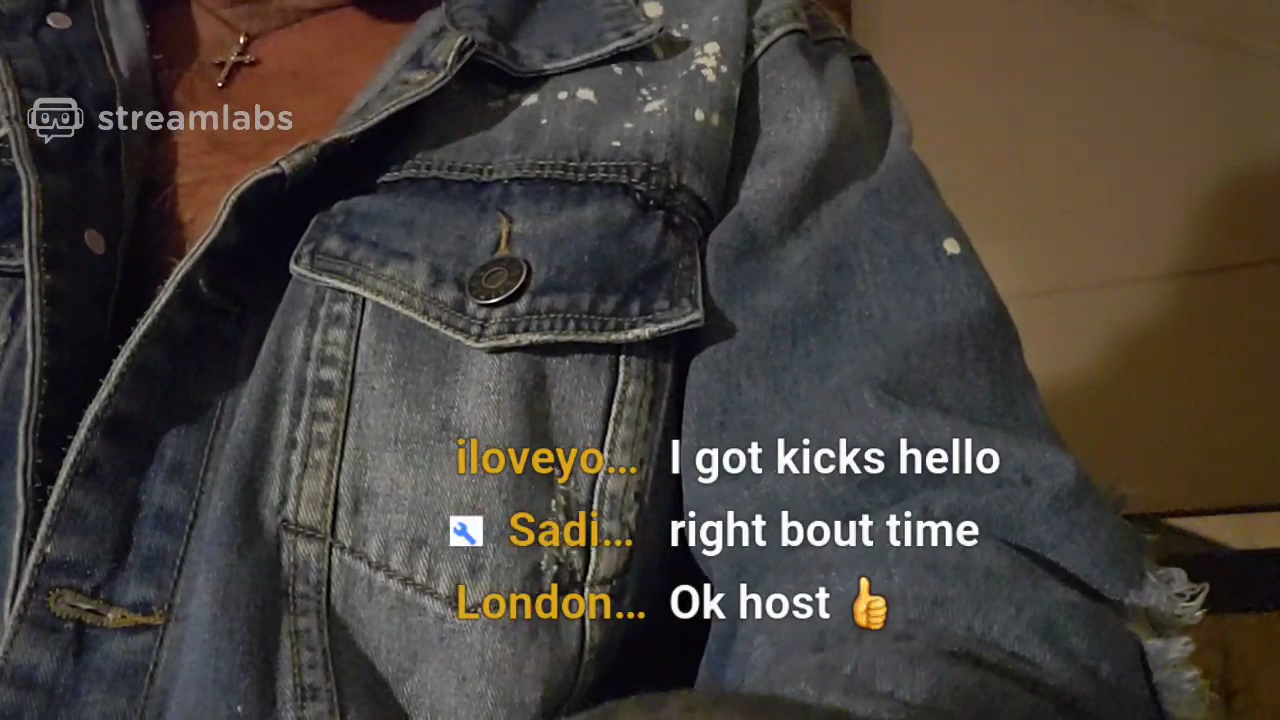 streamlabs
iloveyo... I got kicks hello
Sadi... right bout time
London... Ok host 👍